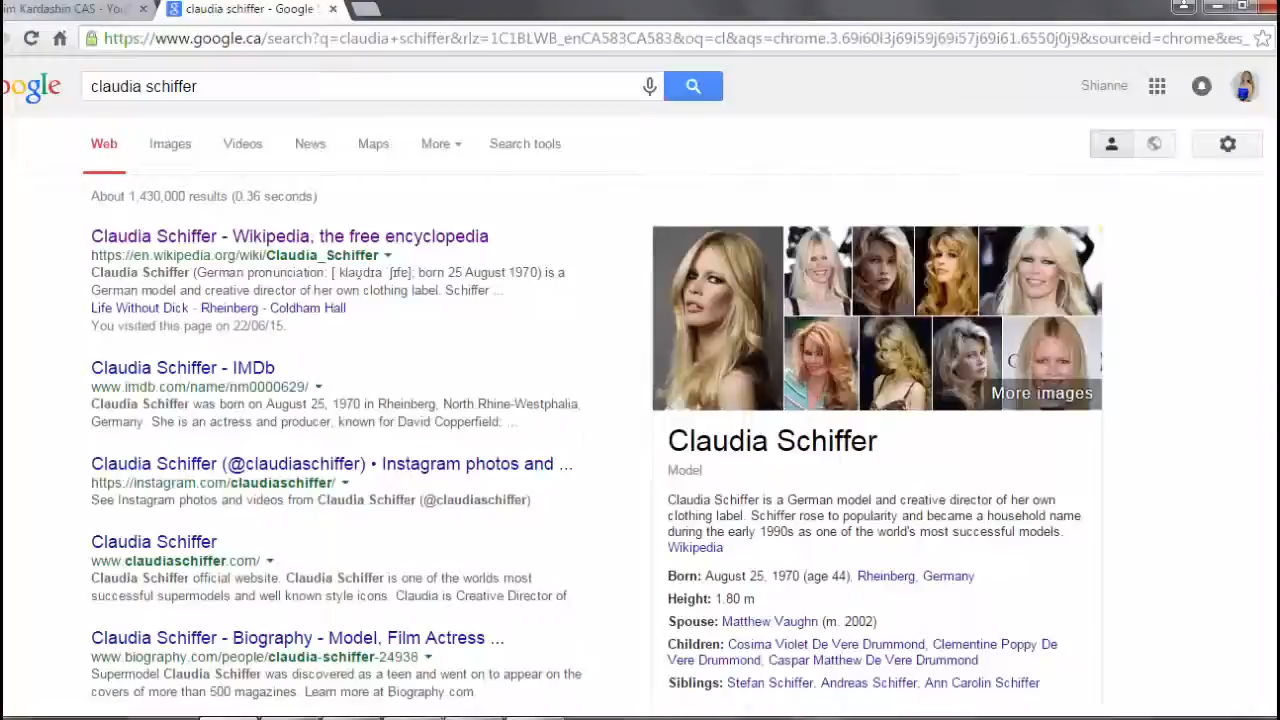 im Kardashin CAS - You
claudia schiffer - Google
https://www.google.ca/search?q=claudia+schiffer&rlz=1C1BLWB_enCA583CA583&oq=cl&aqs=chrome.3.69i60l3j69i59j69i57j69i61.6550j0j9&sourceid=chrome&es_
oogle
claudia schiffer
Shianne
Web Images Videos News Maps More Search tools
About 1,430,000 results (0.36 seconds)
Claudia Schiffer - Wikipedia, the free encyclopedia
https://en.wikipedia.org/wiki/Claudia_Schiffer
Claudia Schiffer (German pronunciation: [ˈklaʊ̯dɪa ˈʃɪfɐ]; born 25 August 1970) is a
German model and creative director of her own clothing label. Schiffer ...
Life Without Dick - Rheinberg - Coldham Hall
You visited this page on 22/06/15.
Claudia Schiffer - IMDb
www.imdb.com/name/nm0000629/
Claudia Schiffer was born on August 25, 1970 in Rheinberg, North Rhine-Westphalia,
Germany. She is an actress and producer, known for David Copperfield: ...
Claudia Schiffer (@claudiaschiffer) • Instagram photos and ...
https://instagram.com/claudiaschiffer/
See Instagram photos and videos from Claudia Schiffer (@claudiaschiffer)
Claudia Schiffer
www.claudiaschiffer.com/
Claudia Schiffer official website. Claudia Schiffer is one of the worlds most
successful supermodels and well known style icons. Claudia is Creative Director of
Claudia Schiffer - Biography - Model, Film Actress ...
www.biography.com/people/claudia-schiffer-24938
Supermodel Claudia Schiffer was discovered as a teen and went on to appear on the
covers of more than 500 magazines. Learn more at Biography.com.
More images
Claudia Schiffer
Model
Claudia Schiffer is a German model and creative director of her own
clothing label. Schiffer rose to popularity and became a household name
during the early 1990s as one of the world's most successful models.
Wikipedia
Born: August 25, 1970 (age 44), Rheinberg, Germany
Height: 1.80 m
Spouse: Matthew Vaughn (m. 2002)
Children: Cosima Violet De Vere Drummond, Clementine Poppy De
Vere Drummond, Caspar Matthew De Vere Drummond
Siblings: Stefan Schiffer, Andreas Schiffer, Ann Carolin Schiffer